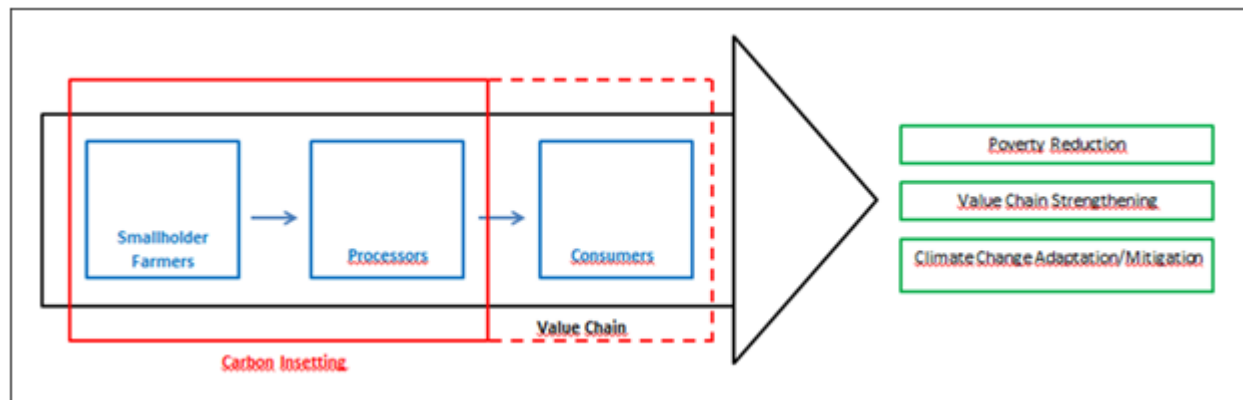 Smallholder
Farmers
Processors
Consumers
Value Chain
Carbon Insetting
Poverty Reduction
Value Chain Strengthening
Climate Change Adaptation/Mitigation